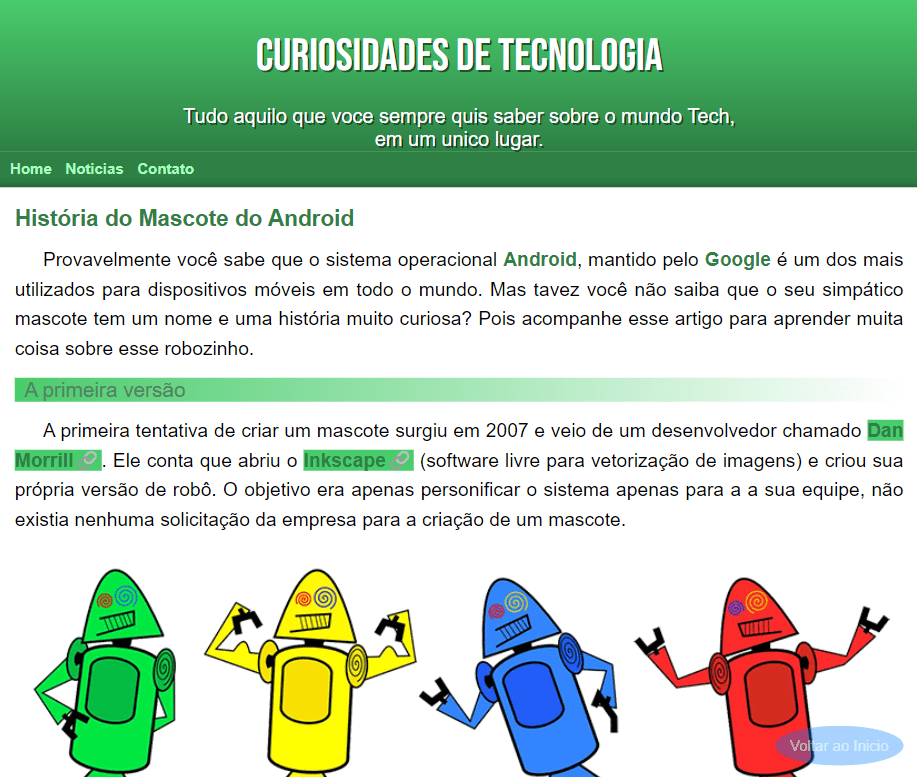 CURIOSIDADES DE TECNOLOGIA
Tudo aquilo que voce sempre quis saber sobre o mundo Tech,
em um unico lugar.
Home Noticias Contato
História do Mascote do Android
Provavelmente você sabe que o sistema operacional Android, mantido pelo Google é um dos mais
utilizados para dispositivos móveis em todo o mundo. Mas tavez você não saiba que o seu simpático
mascote tem um nome e uma história muito curiosa? Pois acompanhe esse artigo para aprender muita
coisa sobre esse robozinho.
A primeira versão
A primeira tentativa de criar um mascote surgiu em 2007 e veio de um desenvolvedor chamado Dan
Morrill. Ele conta que abriu o Inkscape (software livre para vetorização de imagens) e criou sua
própria versão de robô. O objetivo era apenas personificar o sistema apenas para a a sua equipe, não
existia nenhuma solicitação da empresa para a criação de um mascote.
Voltar ao Inicio